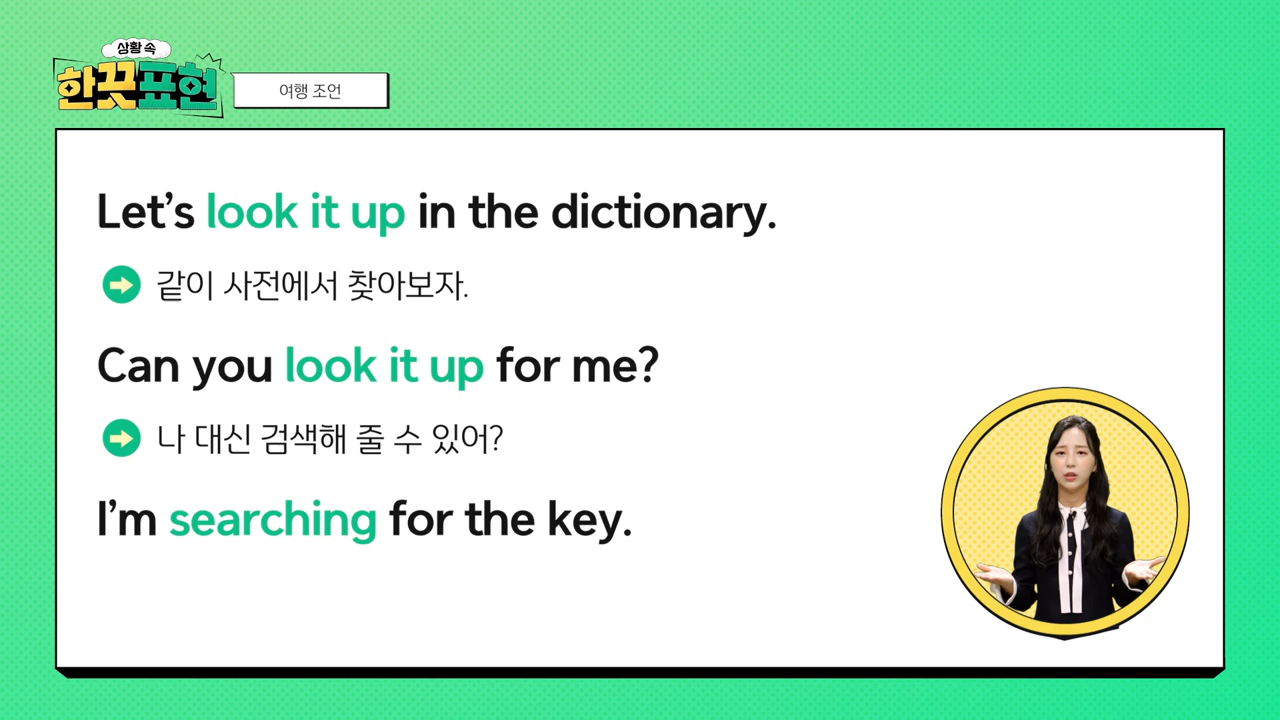 상황 속
한끗표현
여행 조언
Let's look it up in the dictionary.
같이 사전에서 찾아보자.
Can you look it up for me?
나 대신 검색해 줄 수 있어?
I'm searching for the key.